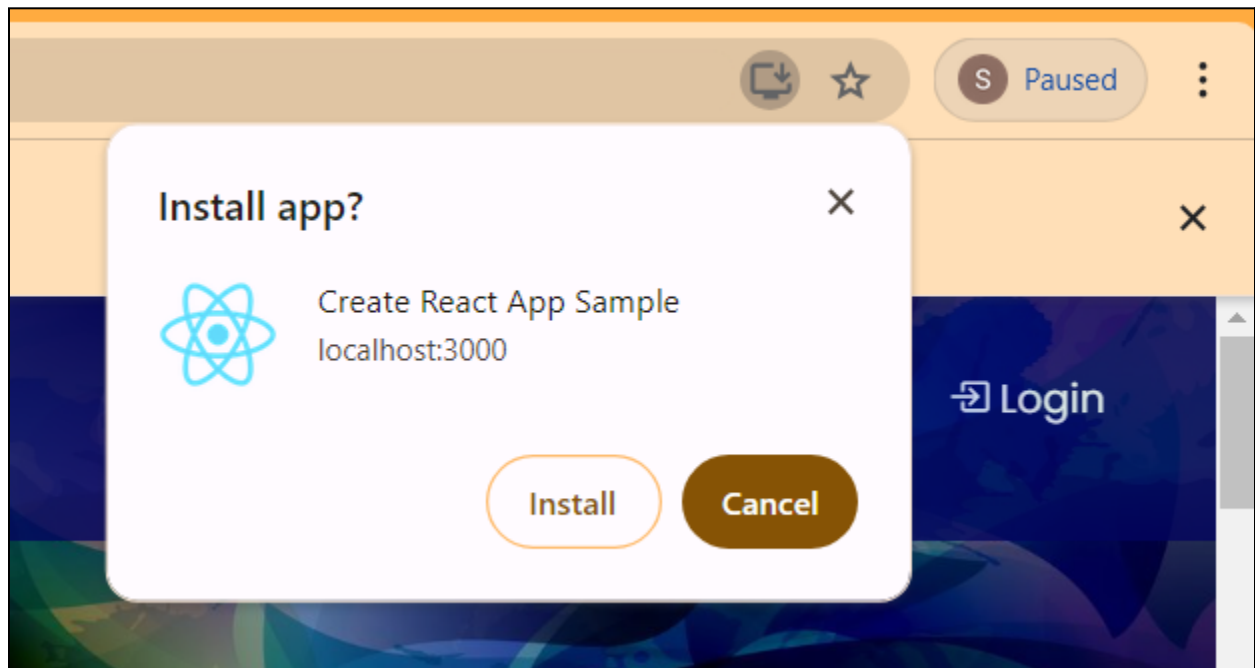 S Paused
Install app?
Create React App Sample
localhost:3000
Login
Install Cancel